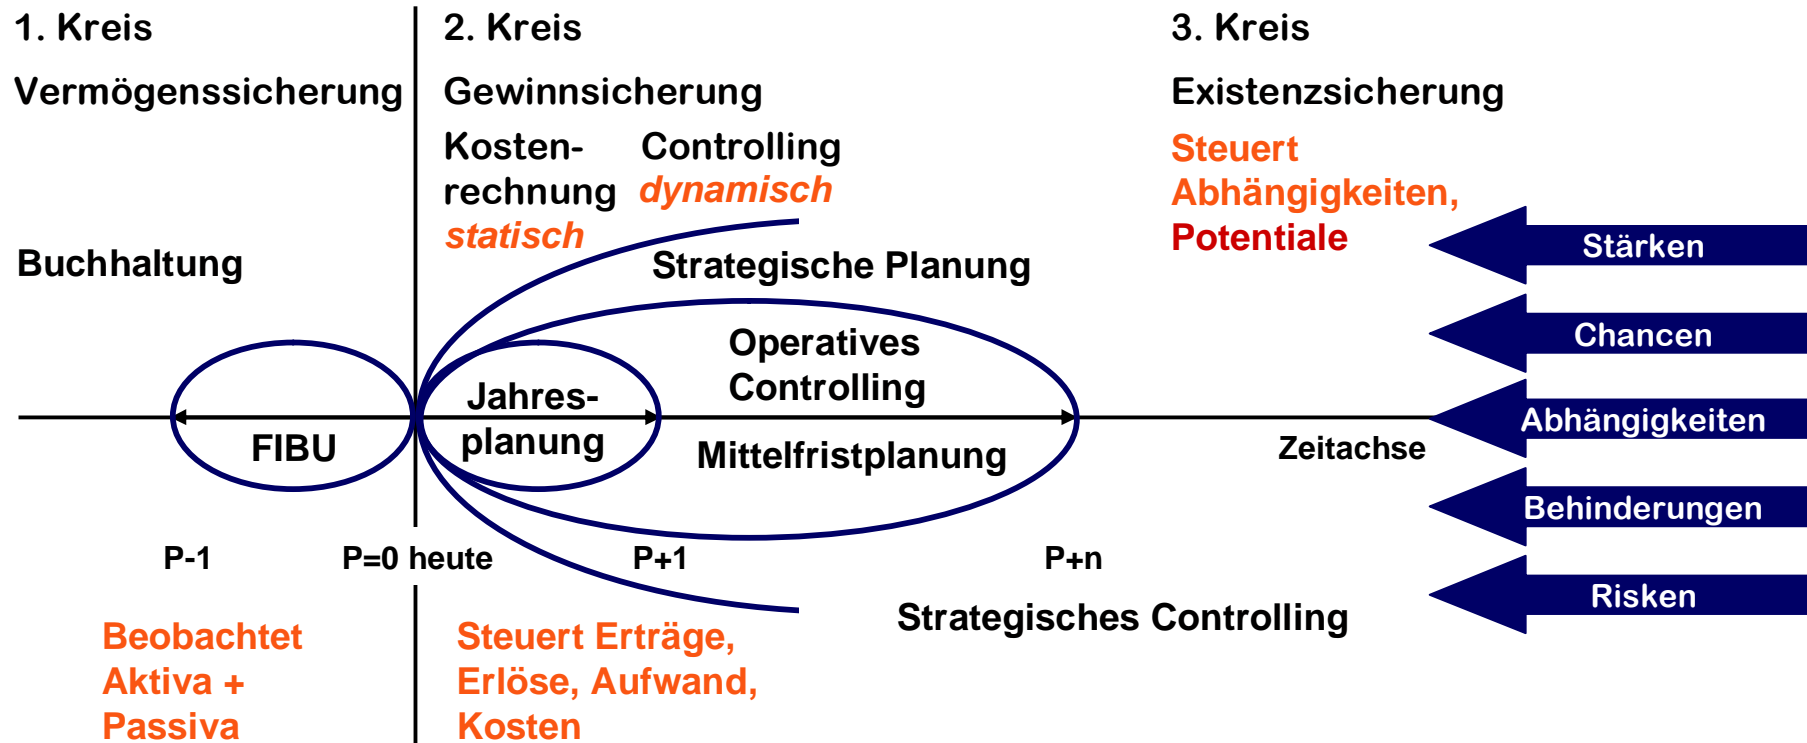 1. Kreis
Vermögenssicherung
Buchhaltung
FIBU
P-1
P=0 heute
Beobachtet
Aktiva +
Passiva
2. Kreis
Gewinnsicherung
Kosten-
rechnung
statisch
Controlling
dynamisch
Strategische Planung
Operatives
Controlling
Jahres-
planung
Mittelfristplanung
P+1
P+n
Steuert Erträge,
Erlöse, Aufwand,
Kosten
Strategisches Controlling
3. Kreis
Existenzsicherung
Steuert
Abhängigkeiten,
Potentiale
Zeitachse
Stärken
Chancen
Abhängigkeiten
Behinderungen
Risken